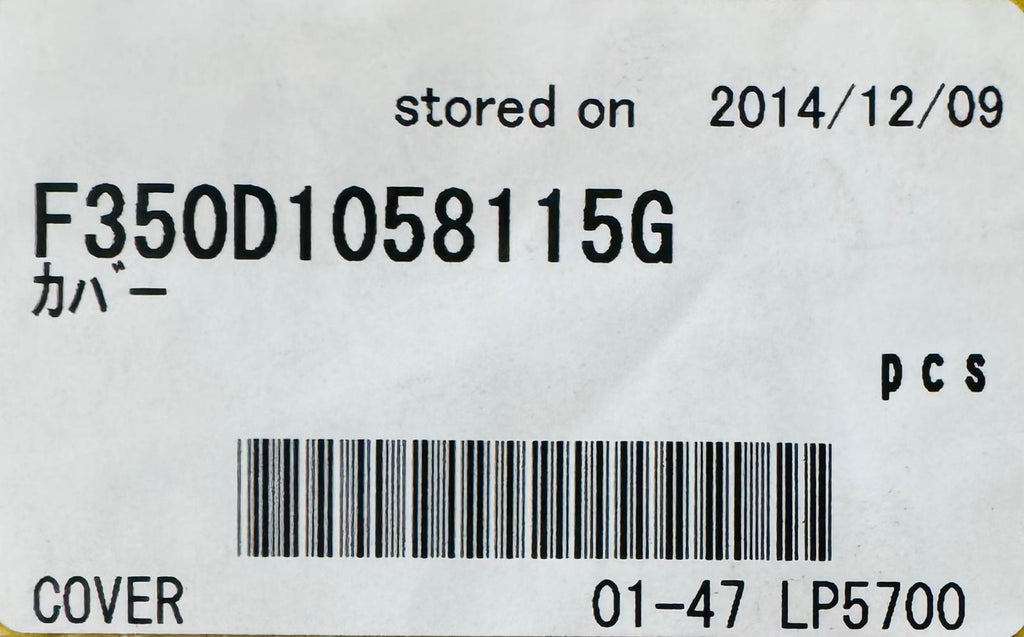 stored on 2014/12/09
F350D1058115G
カバー
pcs
COVER 01-47 LP5700